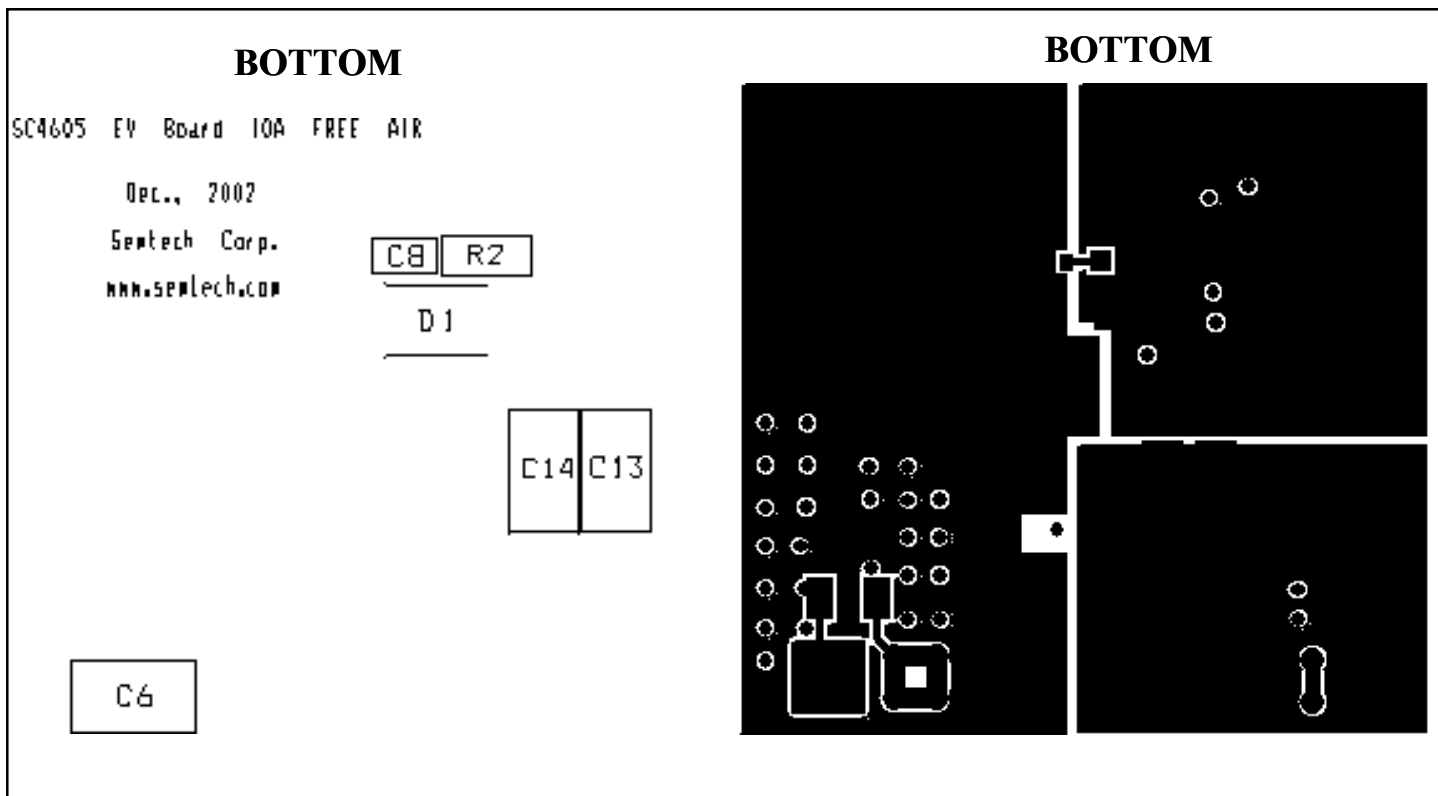 BOTTOM
BOTTOM
SC4605 EV Board 10A FREE AIR
Dec., 2002
Semtech Corp.
www.semtech.com
C8 R2
D1
C14 C13
C6